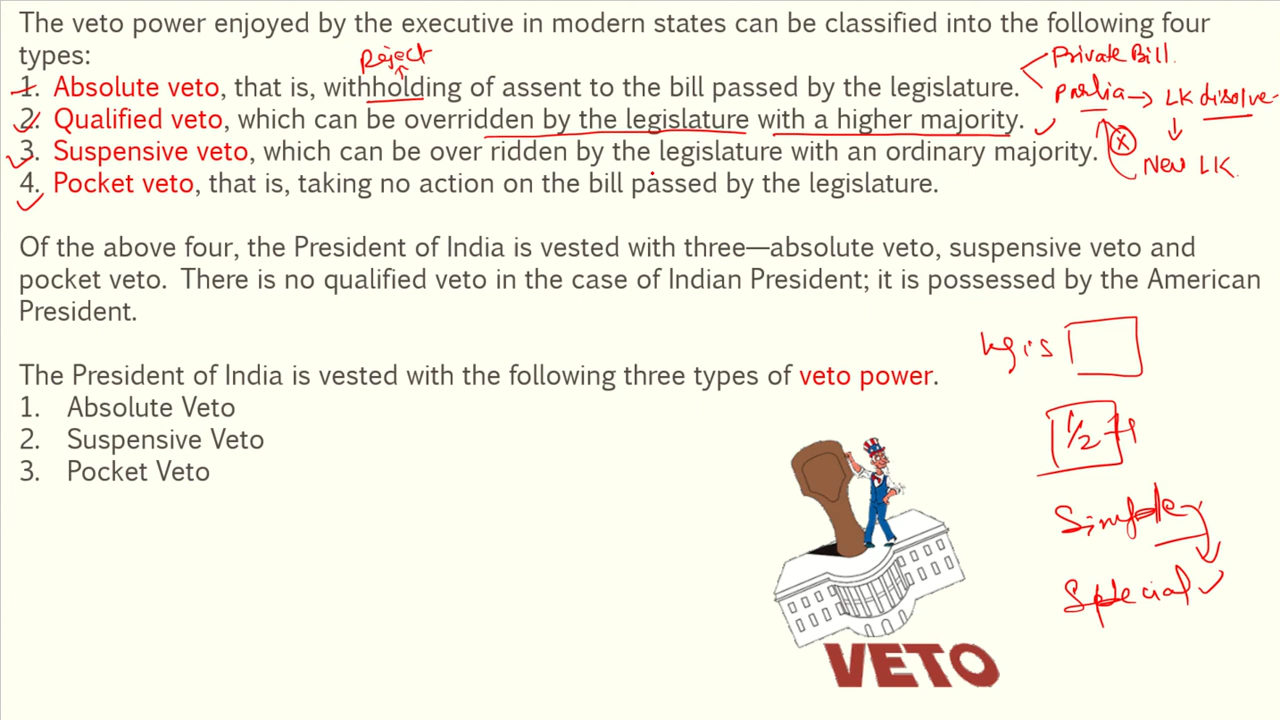 The veto power enjoyed by the executive in modern states can be classified into the following four
types:
Reject
1. Absolute veto, that is, withholding of assent to the bill passed by the legislature.
Private Bill
Parlia → LK dissolve
2. Qualified veto, which can be overridden by the legislature with a higher majority.
3. Suspensive veto, which can be over ridden by the legislature with an ordinary majority.
New LK
4. Pocket veto, that is, taking no action on the bill passed by the legislature.
Of the above four, the President of India is vested with three—absolute veto, suspensive veto and
pocket veto. There is no qualified veto in the case of Indian President; it is possessed by the American
President.
legis
The President of India is vested with the following three types of veto power.
1. Absolute Veto
2. Suspensive Veto
3. Pocket Veto
1/2 +1
Simple
Special
VETO